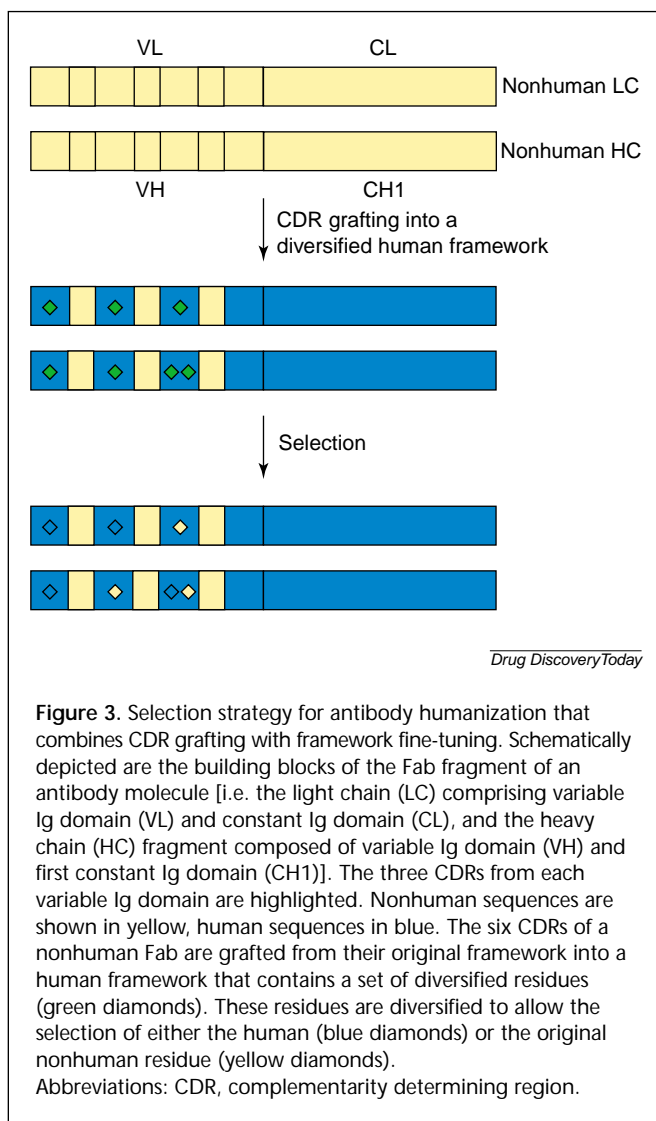 VL CL
Nonhuman LC
Nonhuman HC
VH CH1
CDR grafting into a
diversified human framework
Selection
Drug DiscoveryToday
Figure 3. Selection strategy for antibody humanization that
combines CDR grafting with framework fine-tuning. Schematically
depicted are the building blocks of the Fab fragment of an
antibody molecule [i.e. the light chain (LC) comprising variable
Ig domain (VL) and constant Ig domain (CL), and the heavy
chain (HC) fragment composed of variable Ig domain (VH) and
first constant Ig domain (CH1)]. The three CDRs from each
variable Ig domain are highlighted. Nonhuman sequences are
shown in yellow, human sequences in blue. The six CDRs of a
nonhuman Fab are grafted from their original framework into a
human framework that contains a set of diversified residues
(green diamonds). These residues are diversified to allow the
selection of either the human (blue diamonds) or the original
nonhuman residue (yellow diamonds).
Abbreviations: CDR, complementarity determining region.